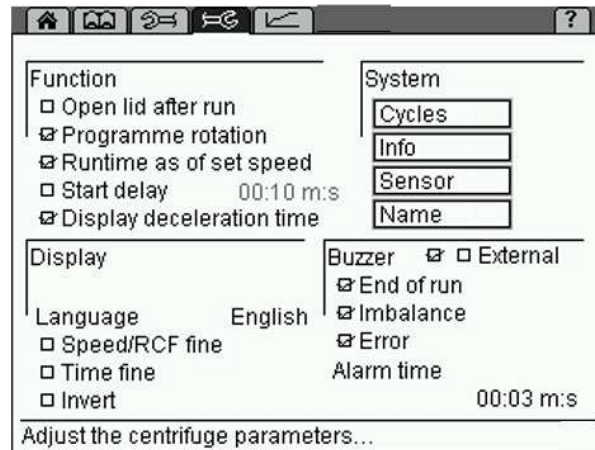 ?
Function
Open lid after run
Programme rotation
Runtime as of set speed
Start delay 00:10 m:s
Display deceleration time
System
Cycles
Info
Sensor
Name
Display
Language English
Speed/RCF fine
Time fine
Invert
Buzzer External
End of run
Imbalance
Error
Alarm time
00:03 m:s
Adjust the centrifuge parameters...